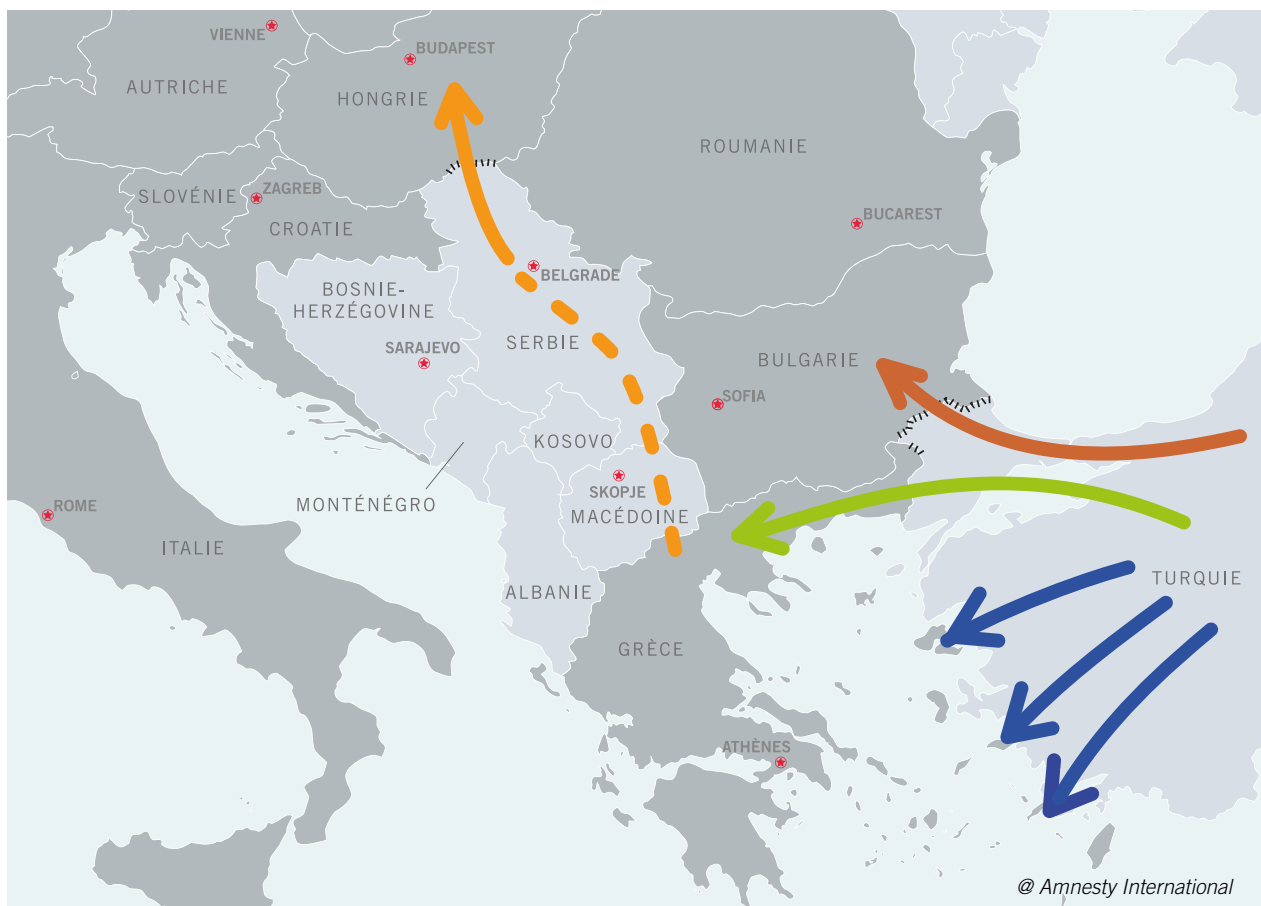 VIENNE
BUDAPEST
AUTRICHE
HONGRIE
ROUMANIE
SLOVÉNIE
ZAGREB
BUCAREST
CROATIE
BELGRADE
BOSNIE-
HERZÉGOVINE
SERBIE
SARAJEVO
BULGARIE
SOFIA
KOSOVO
SKOPJE
MONTÉNÉGRO
MACÉDOINE
ROME
ITALIE
ALBANIE
TURQUIE
GRÈCE
ATHÈNES
@ Amnesty International